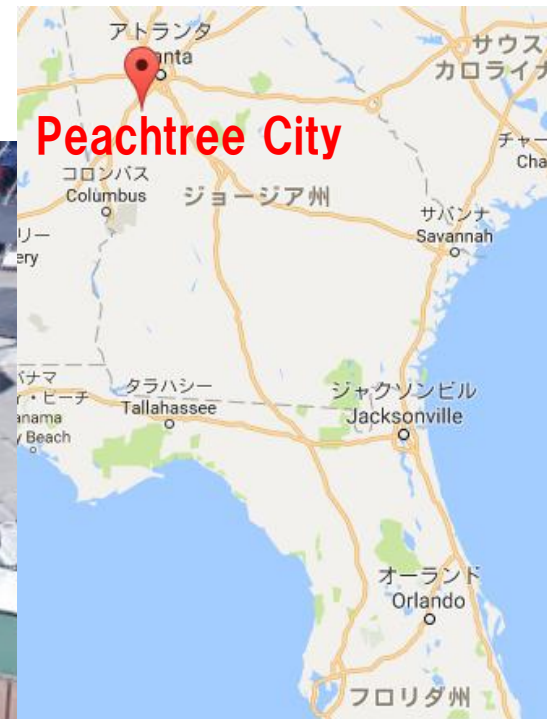 アトランタ
サウス
カロライナ
Peachtree City
チャー
Cha
コロンバス
Columbus
ジョージア州
サバンナ
Savannah
リー
ery
タラハシー
Tallahassee
ジャクソンビル
Jacksonville
バナマ
ィ・ビーチ
anama
y Beach
オーランド
Orlando
フロリダ州